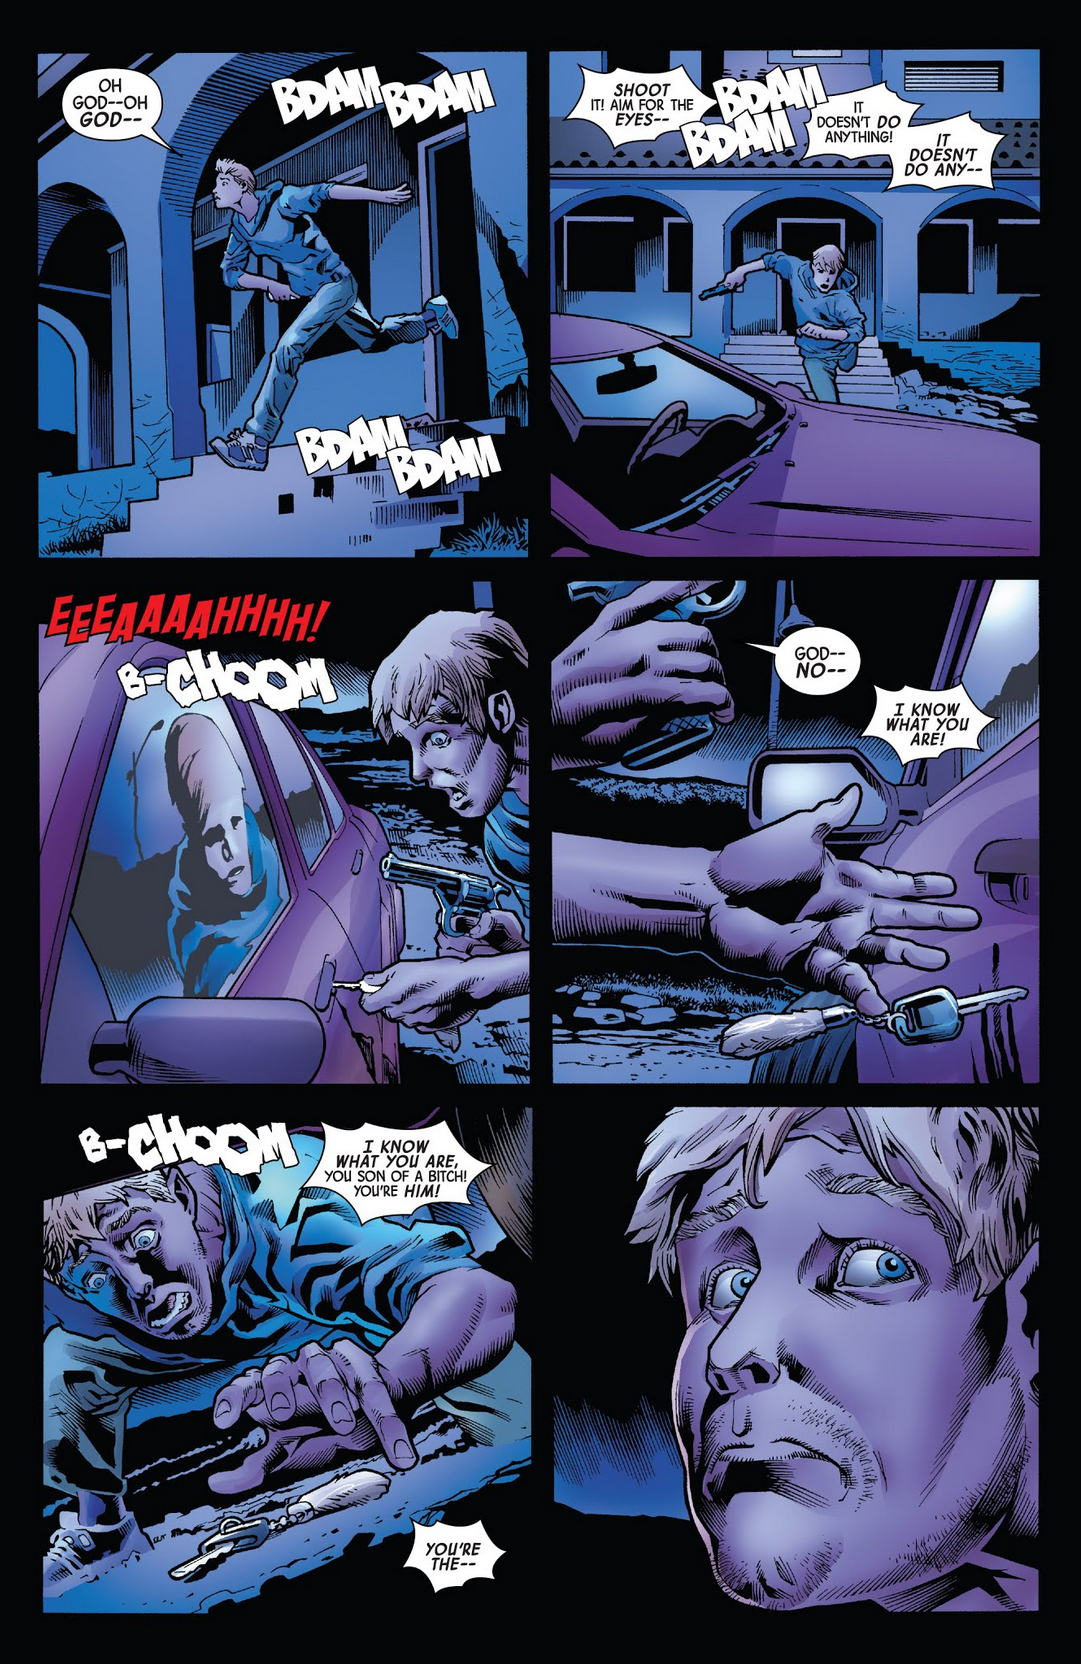 OH
GOD--OH
GOD--
BDAM
BDAM
BDAM
BDAM
SHOOT
IT! AIM FOR THE
EYES--
BDAM
BDAM
IT
DOESN'T DO
ANYTHING!
IT
DOESN'T
DO ANY--
EEEAAAAHHHH!
B-CHOOM
GOD--
NO--
I KNOW
WHAT YOU
ARE!
B-CHOOM
I KNOW
WHAT YOU ARE,
YOU SON OF A BITCH!
YOU'RE HIM!
YOU'RE
THE--